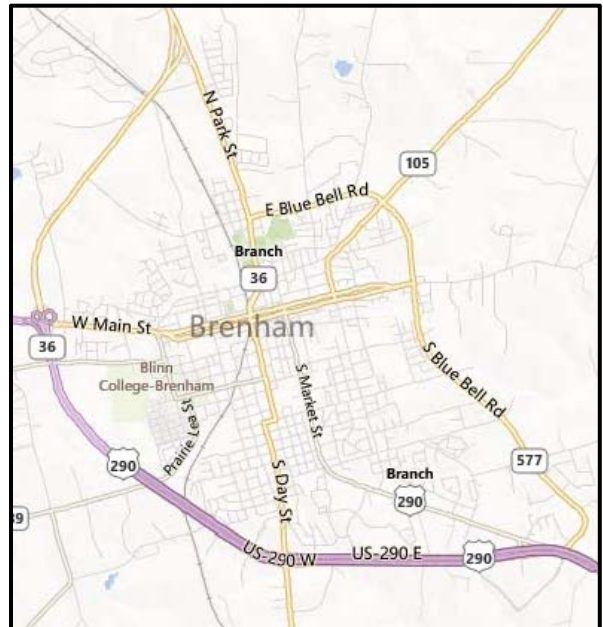 N Park St
105
E Blue Bell Rd
Branch
36
W Main St
Brenham
36
Blinn
College-Brenham
S Market St
S Blue Bell Rd
Prairie Lea St
Branch
577
290
290
S Day St
US-290 W
US-290 E
290